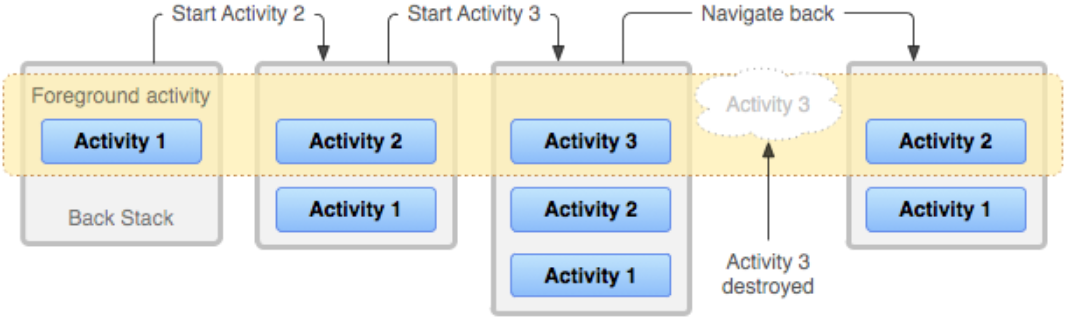 Start Activity 2
Start Activity 3
Navigate back
Foreground activity
Activity 1
Back Stack
Activity 2
Activity 1
Activity 3
Activity 2
Activity 1
Activity 3
Activity 3
destroyed
Activity 2
Activity 1